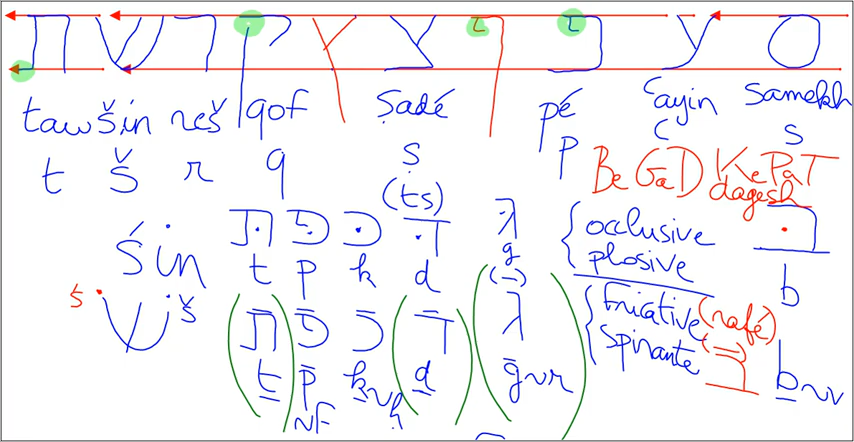 ס ע פ ף צ ץ ק ר ש ת
taw šin reš qof ṣadé pé ʿayin samekh
t š r q ṣ p ʿ s
(ts) BeGaD KePaT
dagesh
śin
תּ פּ כּ דּ גּ occlusive בּ
t p k d g plosive b
(–)
ś ש š
ת̄ פ̄ כ̄ ד̄ ג̄ fricative (rafé)
spirante (=) ב̄
ṯ p̄ ḵ~ḥ ḏ ḡ~r ḇ~v
~F